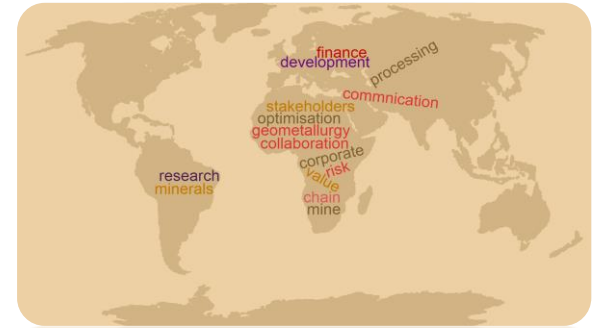 finance
development
processing
commnication
stakeholders
optimisation
geometallurgy
collaboration
corporate
risk
value
research
minerals
chain
mine